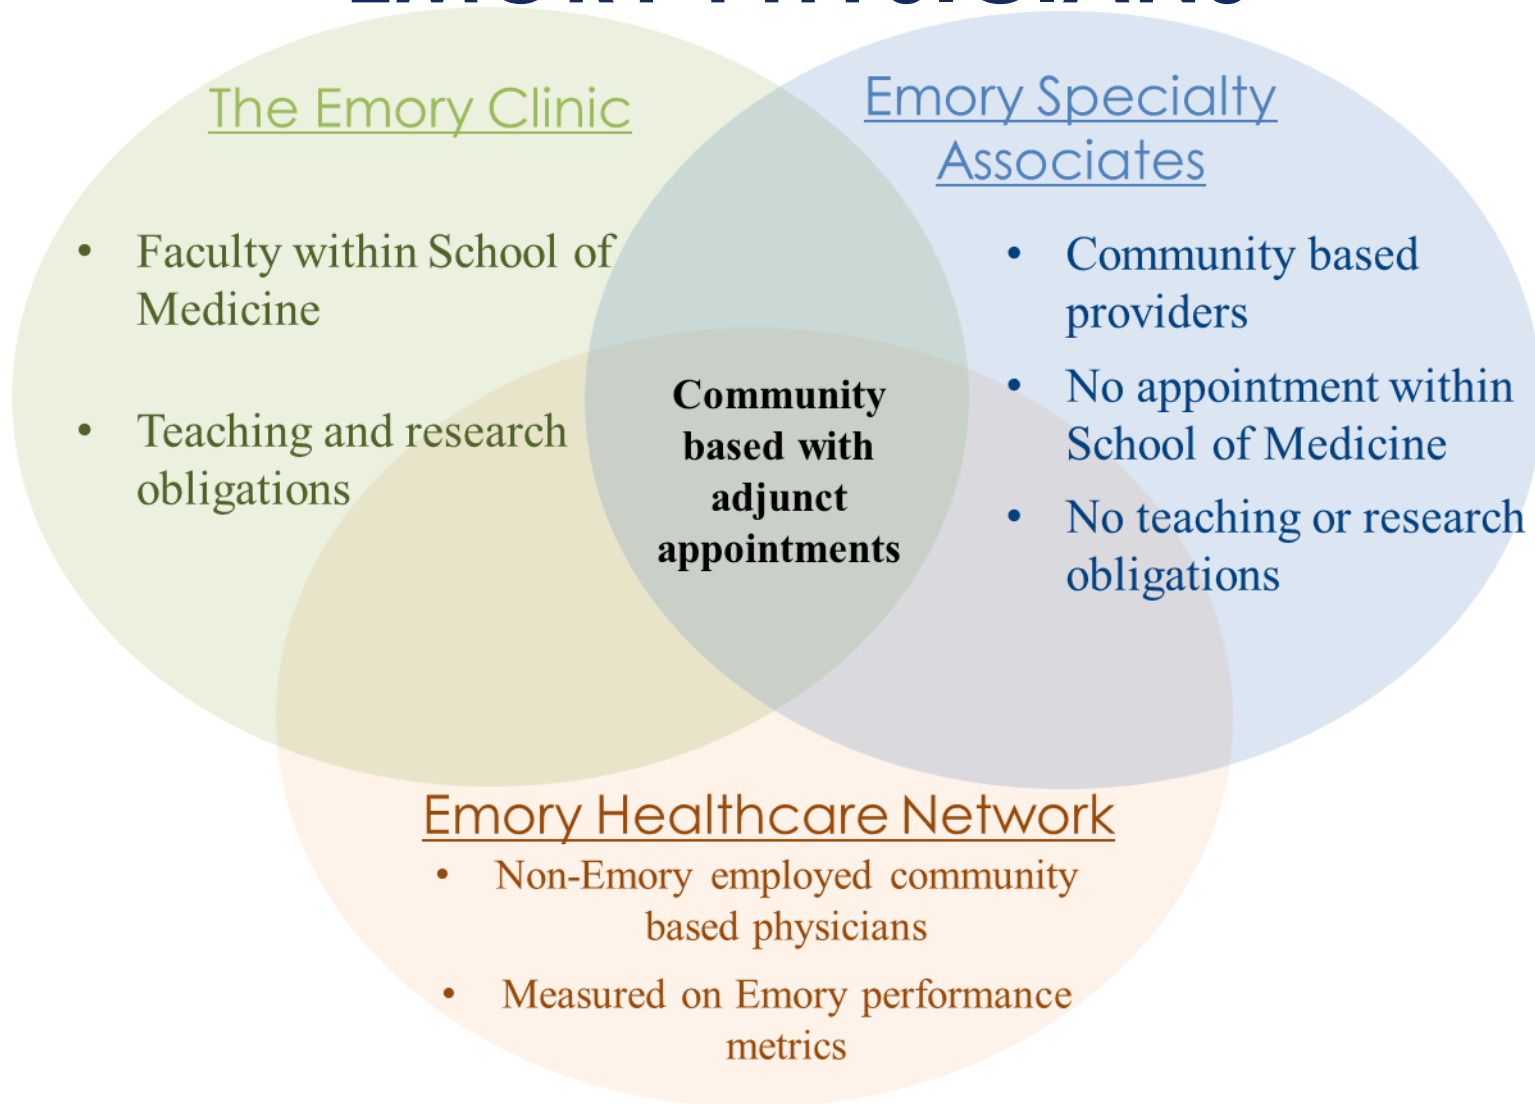 EMORY PHYSICIANS
The Emory Clinic
• Faculty within School of
Medicine
• Teaching and research
obligations
Emory Specialty
Associates
• Community based
providers
• No appointment within
School of Medicine
• No teaching or research
obligations
Community
based with
adjunct
appointments
Emory Healthcare Network
• Non-Emory employed community
based physicians
• Measured on Emory performance
metrics